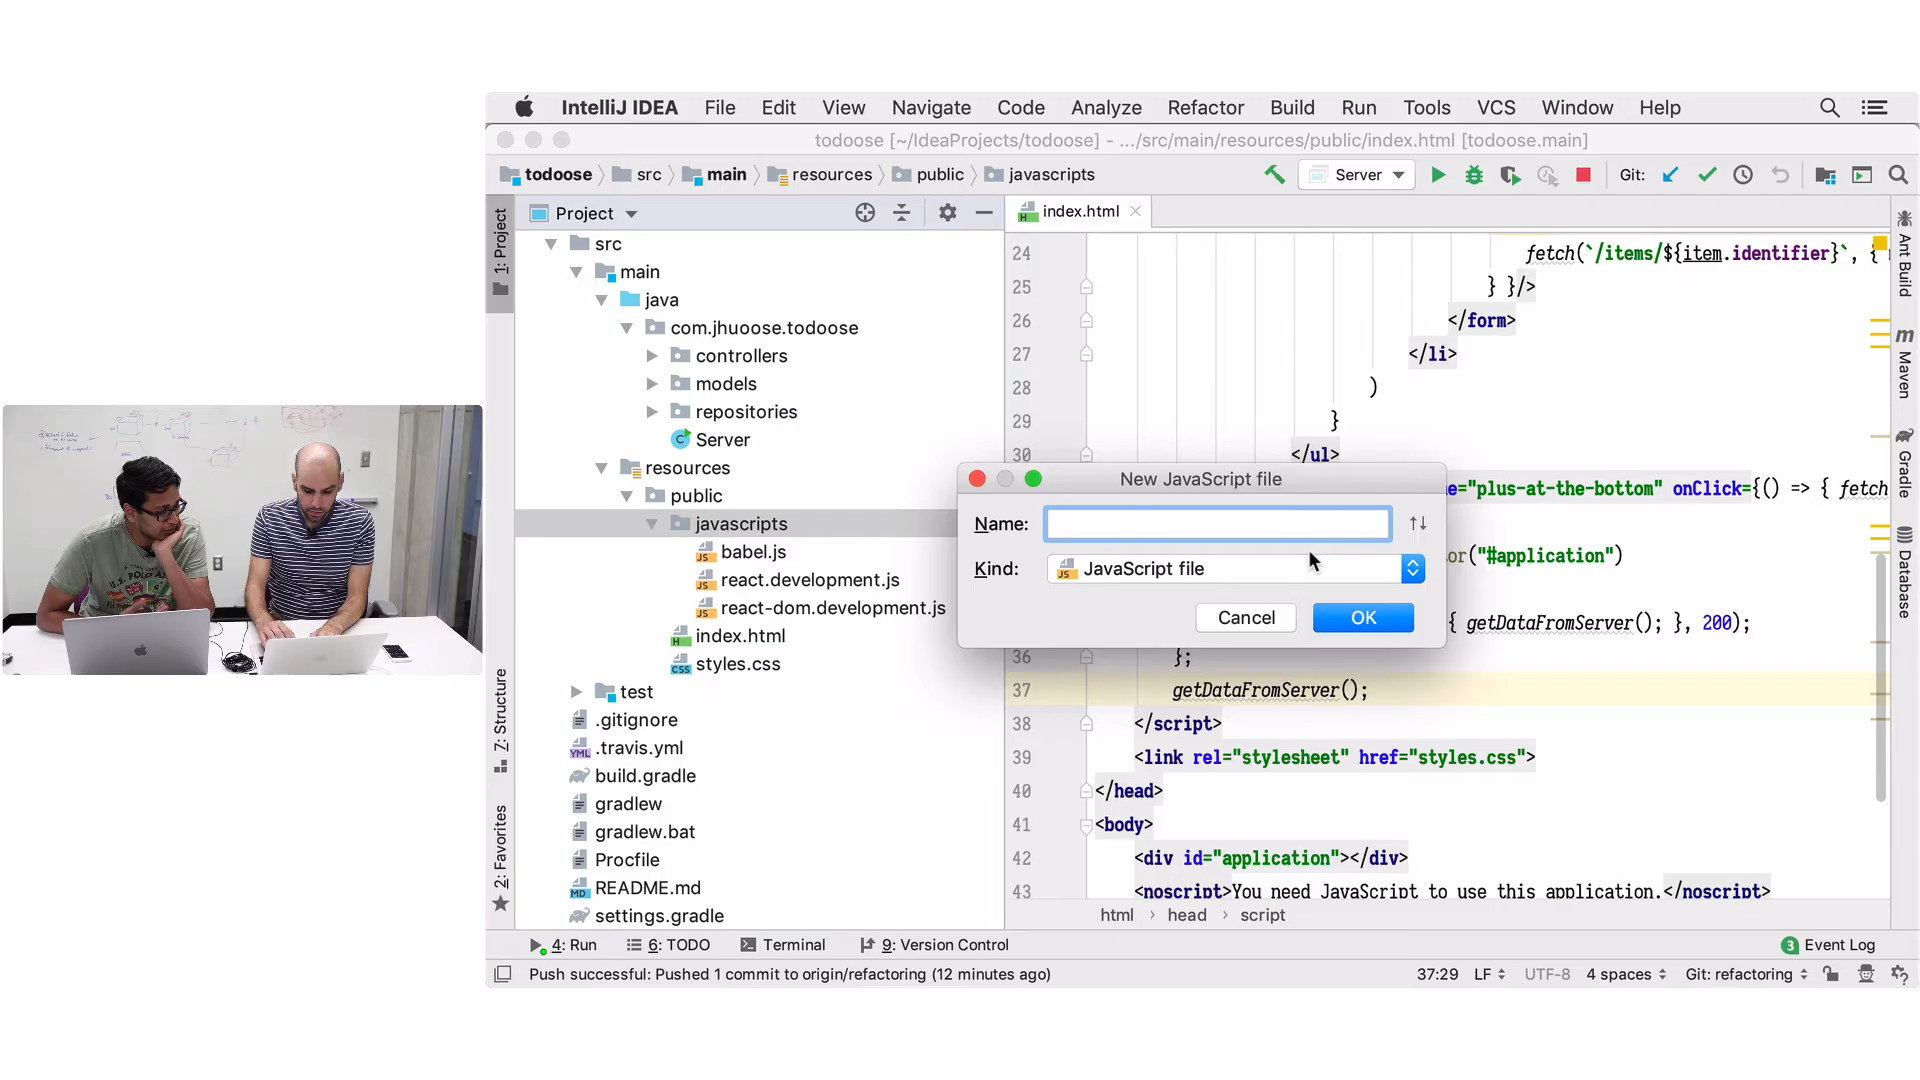 IntelliJ IDEA File Edit View Navigate Code Analyze Refactor Build Run Tools VCS Window Help
todoose [~/IdeaProjects/todoose] - .../src/main/resources/public/index.html [todoose.main]
todoose src main resources public javascripts Server Git:
1: Project
7: Structure
2: Favorites
Project
src
main
java
com.jhuoose.todoose
controllers
models
repositories
Server
resources
public
javascripts
babel.js
react.development.js
react-dom.development.js
index.html
styles.css
test
.gitignore
.travis.yml
build.gradle
gradlew
gradlew.bat
Procfile
README.md
settings.gradle
index.html
24 fetch(`/items/${item.identifier}`, {
25 } }/>
26 </form>
27 </li>
28 )
29 }
30 </ul>
e="plus-at-the-bottom" onClick={() => { fetch
or("#application")
{ getDataFromServer(); }, 200);
36 };
37 getDataFromServer();
38 </script>
39 <link rel="stylesheet" href="styles.css">
40 </head>
41 <body>
42 <div id="application"></div>
43 <noscript>You need JavaScript to use this application.</noscript>
html › head › script
New JavaScript file
Name:
Kind: JavaScript file
Cancel OK
Ant Build
Maven
Gradle
Database
4: Run 6: TODO Terminal 9: Version Control 3 Event Log
Push successful: Pushed 1 commit to origin/refactoring (12 minutes ago) 37:29 LF UTF-8 4 spaces Git: refactoring